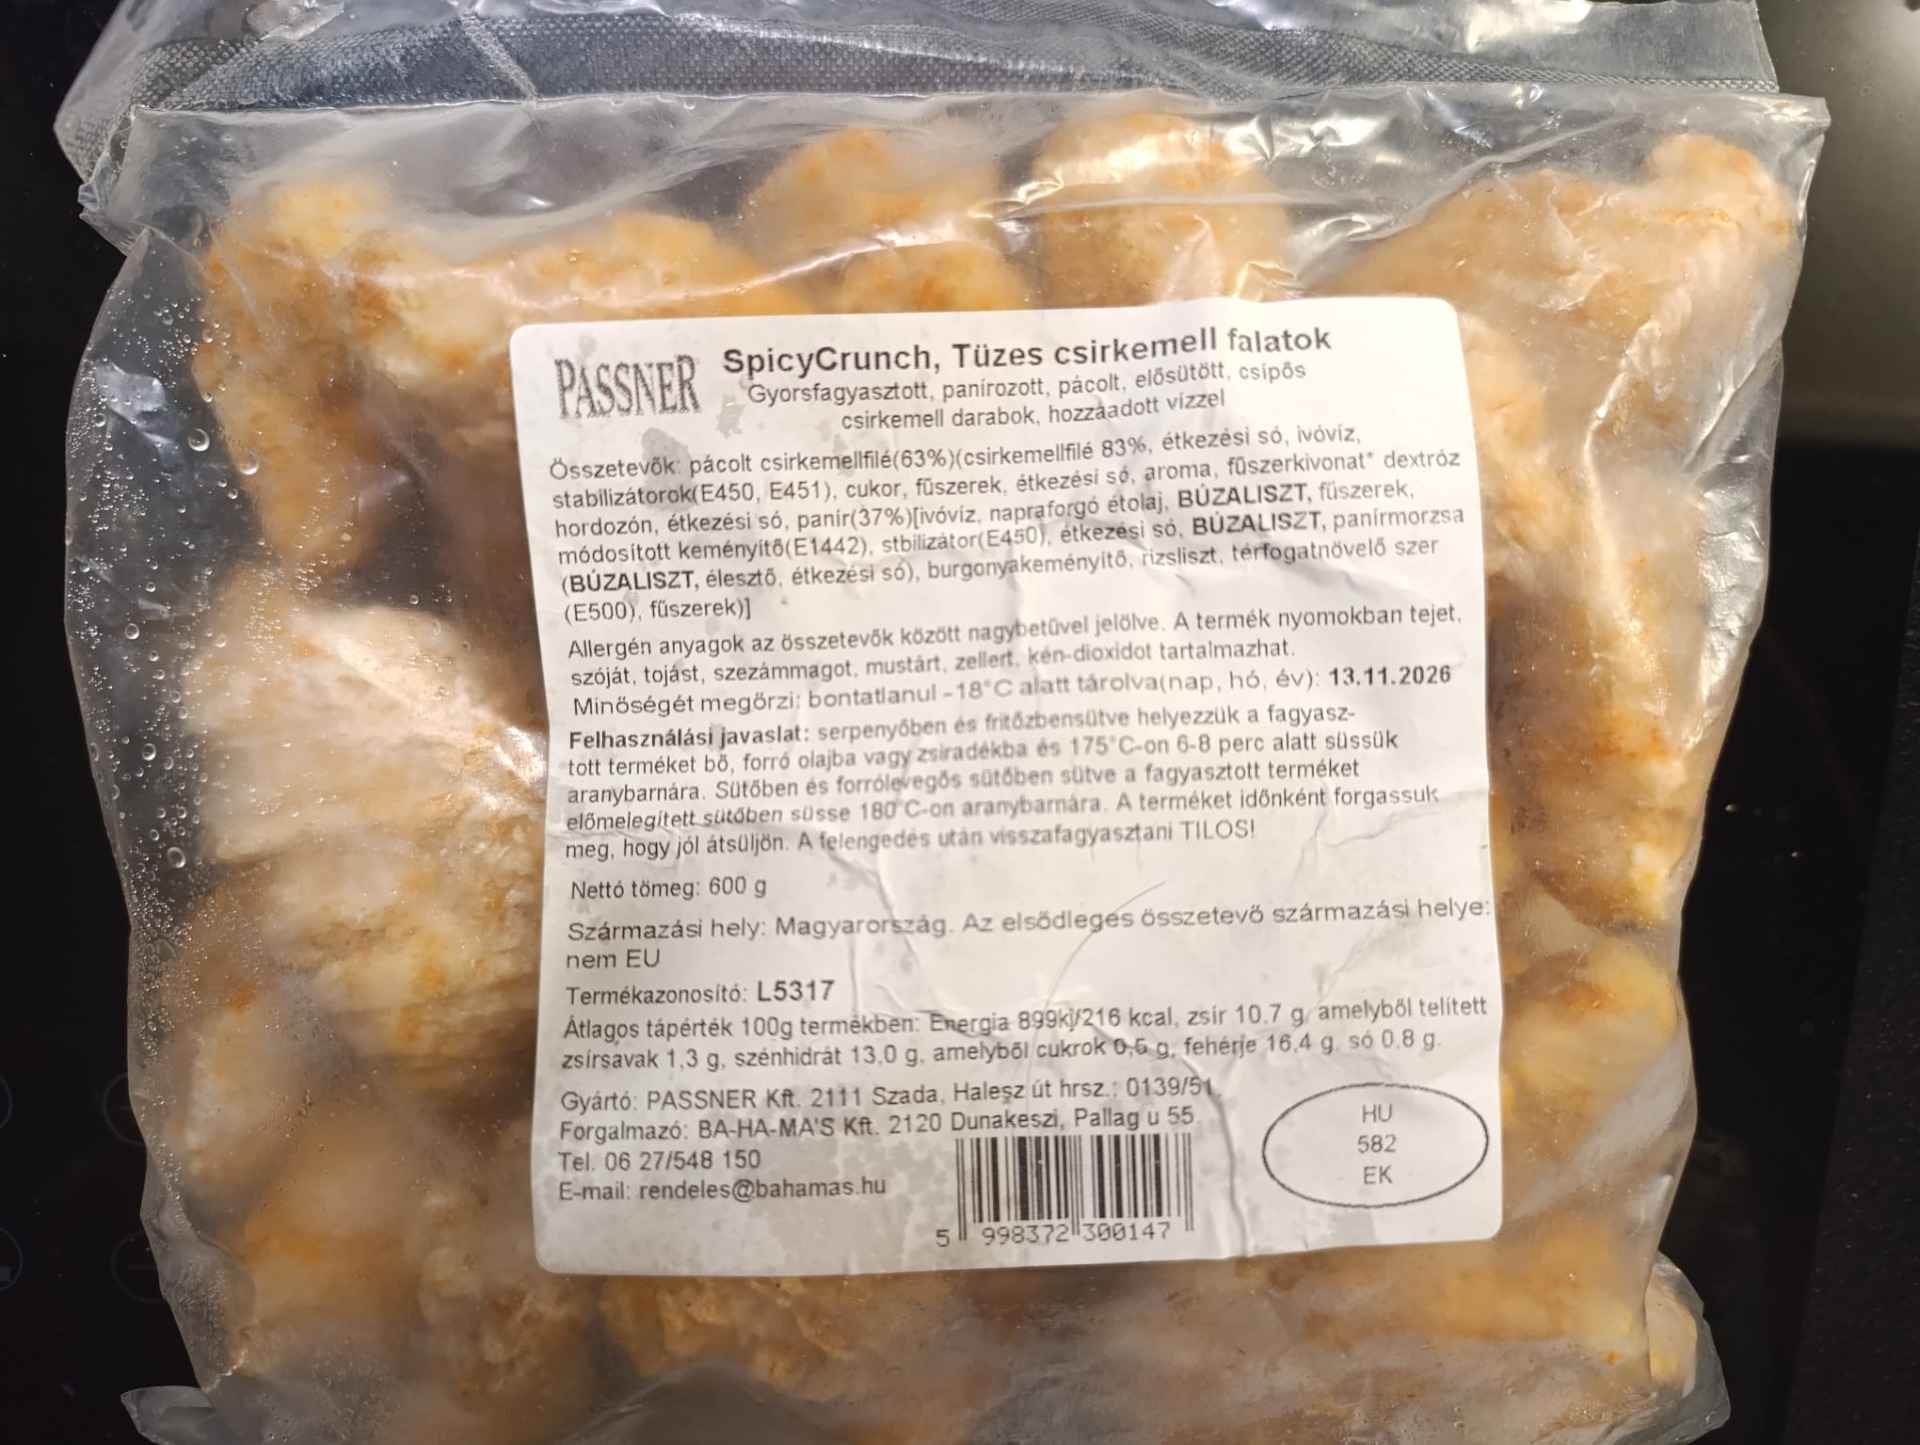 PASSNER
SpicyCrunch, Tüzes csirkemell falatok
Gyorsfagyasztott, panírozott, pácolt, elősütött, csípős
csirkemell darabok, hozzáadott vízzel
Összetevők: pácolt csirkemellfilé(63%)(csirkemellfilé 83%, étkezési só, ivóvíz,
stabilizátorok(E450, E451), cukor, fűszerek, étkezési só, aroma, fűszerkivonat* dextróz
hordozón, étkezési só, panír(37%)[ivóvíz, napraforgó étolaj, BÚZALISZT, fűszerek,
módosított keményítő(E1442), stbilizátor(E450), étkezési só, BÚZALISZT, panírmorzsa
(BÚZALISZT, élesztő, étkezési só), burgonyakeményítő, rizsliszt, térfogatnövelő szer
(E500), fűszerek)]
Allergén anyagok az összetevők között nagybetűvel jelölve. A termék nyomokban tejet,
szóját, tojást, szezámmagot, mustárt, zellert, kén-dioxidot tartalmazhat.
Minőségét megőrzi: bontatlanul -18°C alatt tárolva(nap, hó, év): 13.11.2026
Felhasználási javaslat: serpenyőben és fritőzbensütve helyezzük a fagyasz-
tott terméket bő, forró olajba vagy zsiradékba és 175°C-on 6-8 perc alatt süssük
aranybarnára. Sütőben és forrólevegős sütőben sütve a fagyasztott terméket
előmelegített sütőben süsse 180°C-on aranybarnára. A terméket időnként forgassuk
meg, hogy jól átsüljön. A felengedés után visszafagyasztani TILOS!
Nettó tömeg: 600 g
Származási hely: Magyarország. Az elsődleges összetevő származási helye:
nem EU
Termékazonosító: L5317
Átlagos tápérték 100g termékben: Energia 899kj/216 kcal, zsír 10.7 g, amelyből telített
zsírsavak 1,3 g, szénhidrát 13,0 g, amelyből cukrok g, fehérje 16,4 g, só 0,8 g.
Gyártó: PASSNER Kft. 2111 Szada, Halesz út hrsz.: 0139/51.
Forgalmazó: BA-HA-MA'S Kft. 2120 Dunakeszi, Pallag u 55.
Tel. 06 27/548 150
E-mail: rendeles@bahamas.hu
5 998372 300147
HU
582
EK